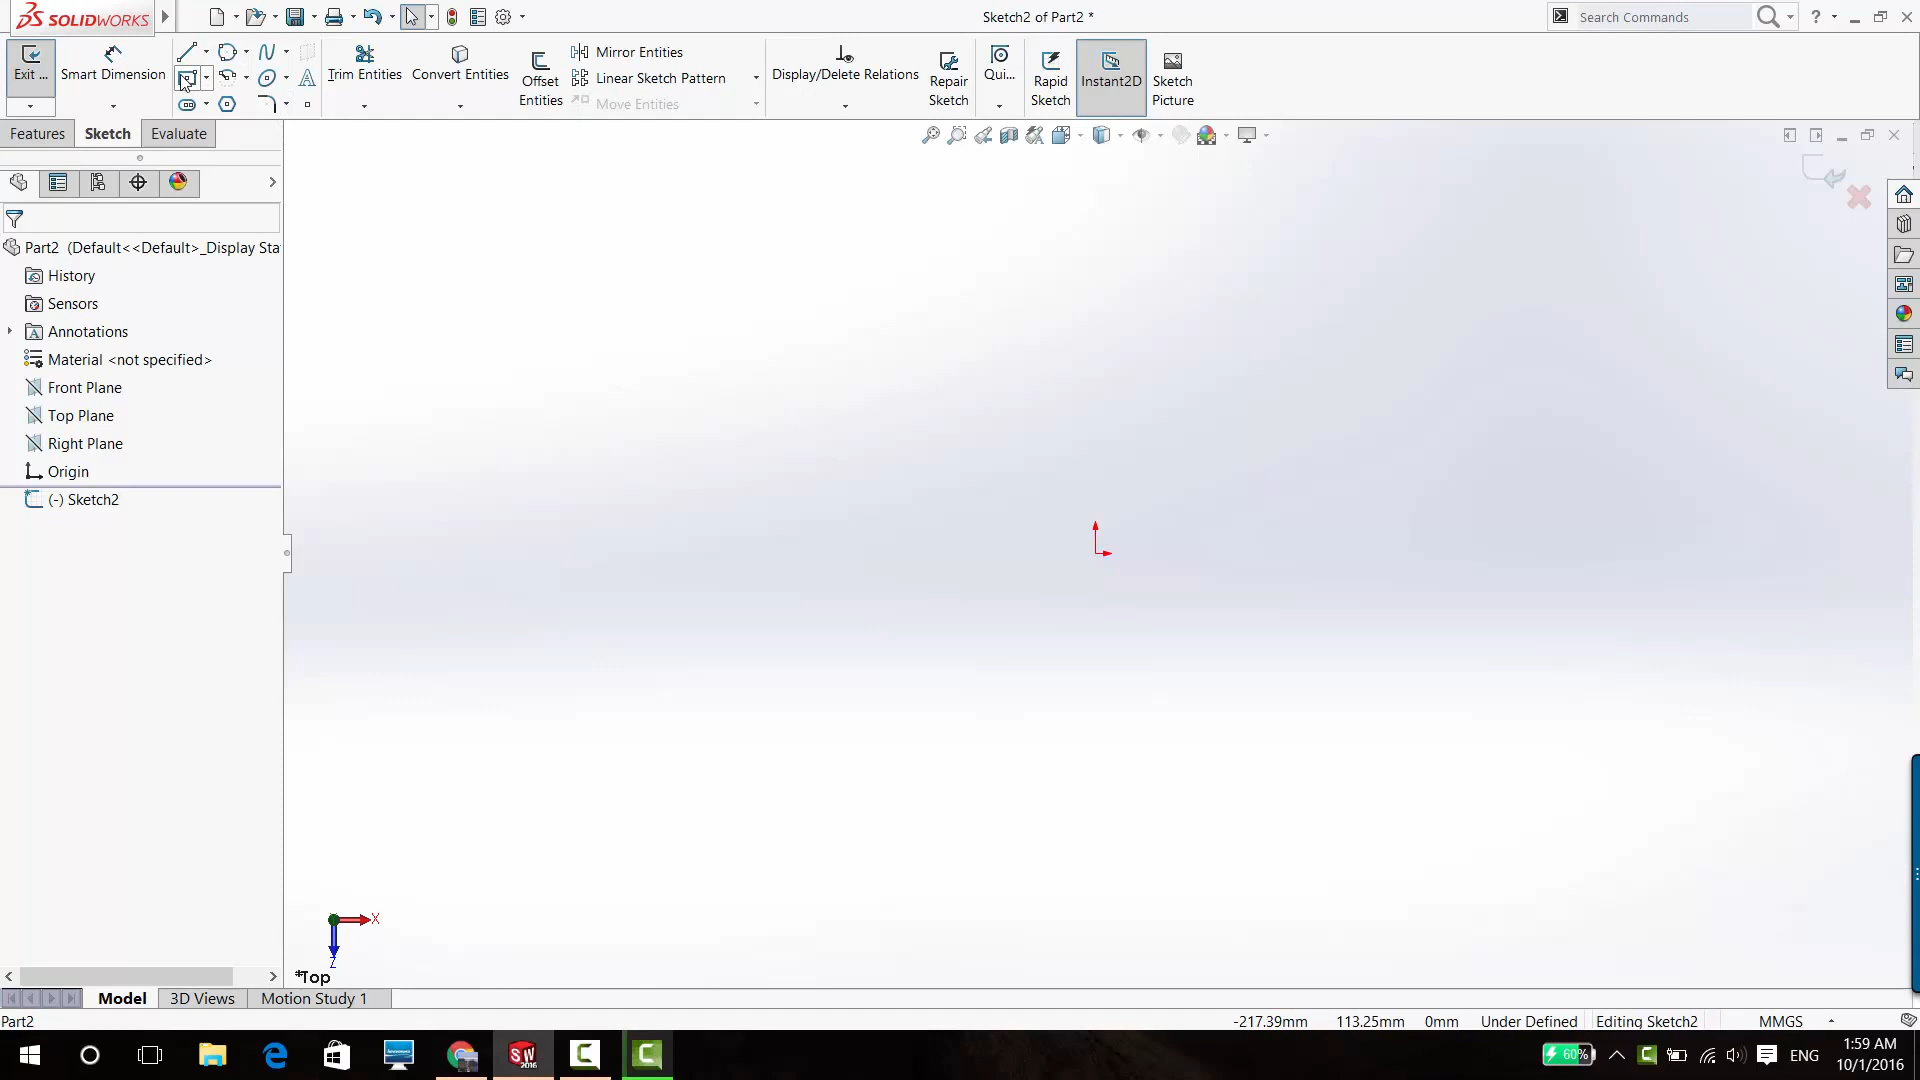 SOLIDWORKS
Sketch2 of Part2 *
Search Commands
?
Exit ...
Smart Dimension
Trim Entities
Convert Entities
Offset
Entities
Mirror Entities
Linear Sketch Pattern
Move Entities
Display/Delete Relations
Repair
Sketch
Qui...
Rapid
Sketch
Instant2D
Sketch
Picture
Features
Sketch
Evaluate
Part2 (Default<<Default>_Display Sta
History
Sensors
Annotations
Material <not specified>
Front Plane
Top Plane
Right Plane
Origin
(-) Sketch2
X
Z
*Top
Model
3D Views
Motion Study 1
Part2
-217.39mm
113.25mm
0mm
Under Defined
Editing Sketch2
MMGS
SW
2016
60%
ENG
1:59 AM
10/1/2016